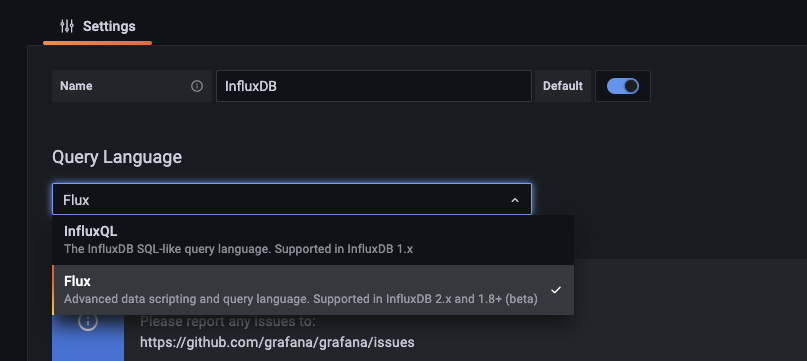 Settings
Name
InfluxDB
Default
Query Language
Flux
InfluxQL
The InfluxDB SQL-like query language. Supported in InfluxDB 1.x
Flux
Advanced data scripting and query language. Supported in InfluxDB 2.x and 1.8+ (beta)
Please report any issues to:
https://github.com/grafana/grafana/issues